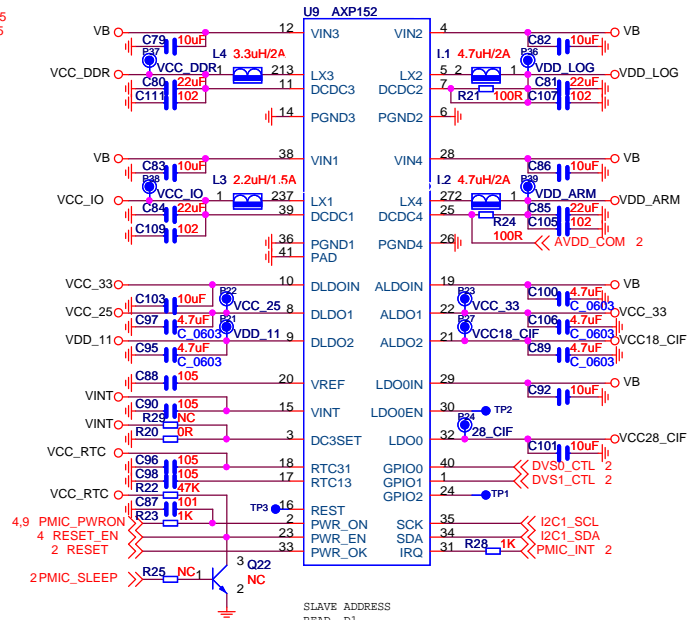 5
5
U9 AXP152
VB C79 10uF 12 VIN3 VIN2 4 C82 10uF VB
P37 L4 3.3uH/2A L1 4.7uH/2A P36
VCC_DDR VCC_DDR 1 2 13 LX3 LX2 5 2 1 VDD_LOG VDD_LOG
C80 22uF 11 DCDC3 DCDC2 7 C81 22uF
C111 102 R21 100R C107 102
14 PGND3 PGND2 6
VB C83 10uF 38 VIN1 VIN4 28 C86 10uF VB
P38 L3 2.2uH/1.5A L2 4.7uH/2A P39
VCC_IO VCC_IO 1 2 37 LX1 LX4 27 2 1 VDD_ARM VDD_ARM
C84 22uF 39 DCDC1 DCDC4 25 C85 22uF
C109 102 R24 C105 102
36 PGND1 PGND4 26 100R AVDD_COM 2
41 PAD
VCC_33 10 DLDOIN ALDOIN 19 VB
C103 10uF P22 VCC_25 P23 VCC_33 C100 4.7uF
VCC_25 8 DLDO1 ALDO1 22 C_0603 VCC_33
C97 4.7uF C_0603 P21 VDD_11 P27 VCC18_CIF C106 4.7uF
VDD_11 9 DLDO2 ALDO2 21 C_0603 VCC18_CIF
C95 4.7uF C_0603 C89 4.7uF C_0603
C88 105 20 VREF LDO0IN 29 VB
VINT C92 10uF
C90 105 15 VINT LDO0EN 30 TP2
VINT R29 NC P24 28_CIF
R20 0R 3 DC3SET LDO0 32 VCC28_CIF
VCC_RTC C101 10uF
C96 105 18 RTC31 GPIO0 40 DVS0_CTL 2
C98 105 17 RTC13 GPIO1 1 DVS1_CTL 2
VCC_RTC R22 47K GPIO2 24 TP1
C87 101 TP3 16 REST
4,9 PMIC_PWRON R23 1K 2 PWR_ON SCK 35 I2C1_SCL
4 RESET_EN 23 PWR_EN SDA 34 I2C1_SDA
2 RESET 33 PWR_OK IRQ 31 R28 1K PMIC_INT 2
2 PMIC_SLEEP R25 NC 1 3 Q22
2 NC
SLAVE ADDRESS